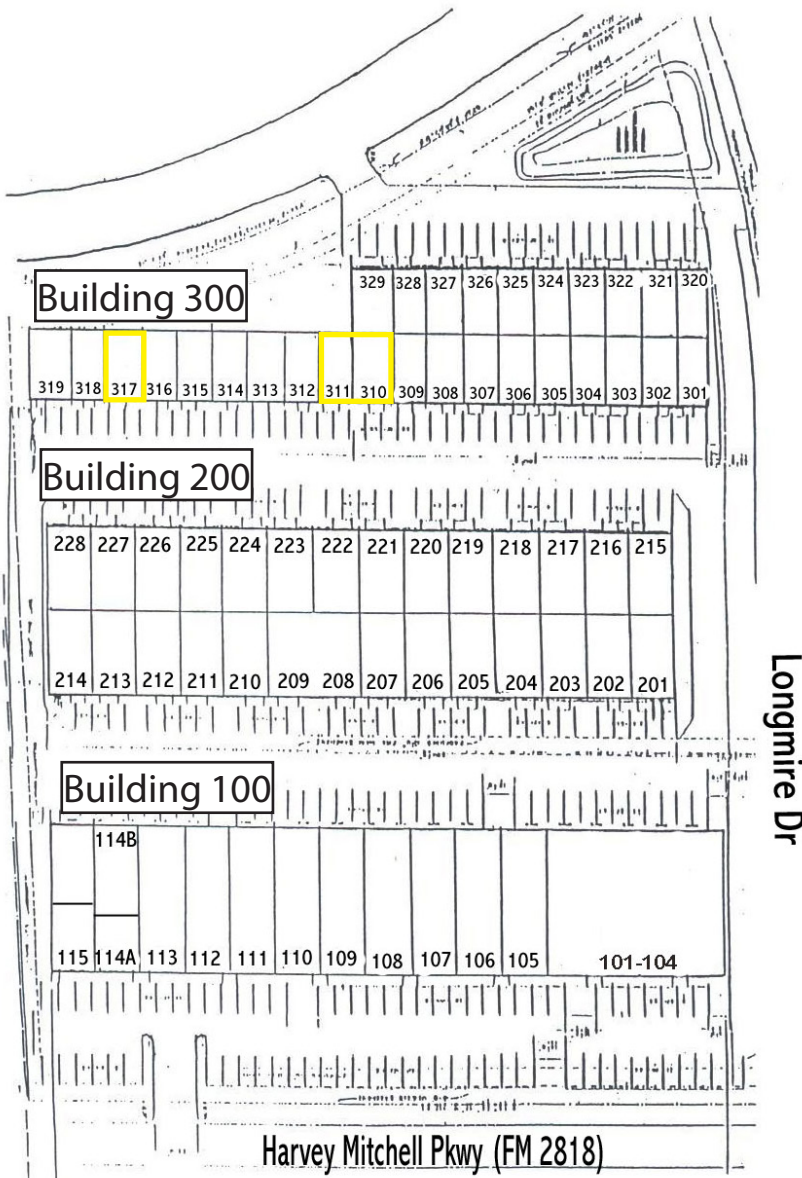 329 328 327 326 325 324 323 322 321 320
Building 300
319 318 317 316 315 314 313 312 311 310 309 308 307 306 305 304 303 302 301
Building 200
228 227 226 225 224 223 222 221 220 219 218 217 216 215
214 213 212 211 210 209 208 207 206 205 204 203 202 201
Longmire Dr
Building 100
114B
115 114A 113 112 111 110 109 108 107 106 105 101-104
Harvey Mitchell Pkwy (FM 2818)